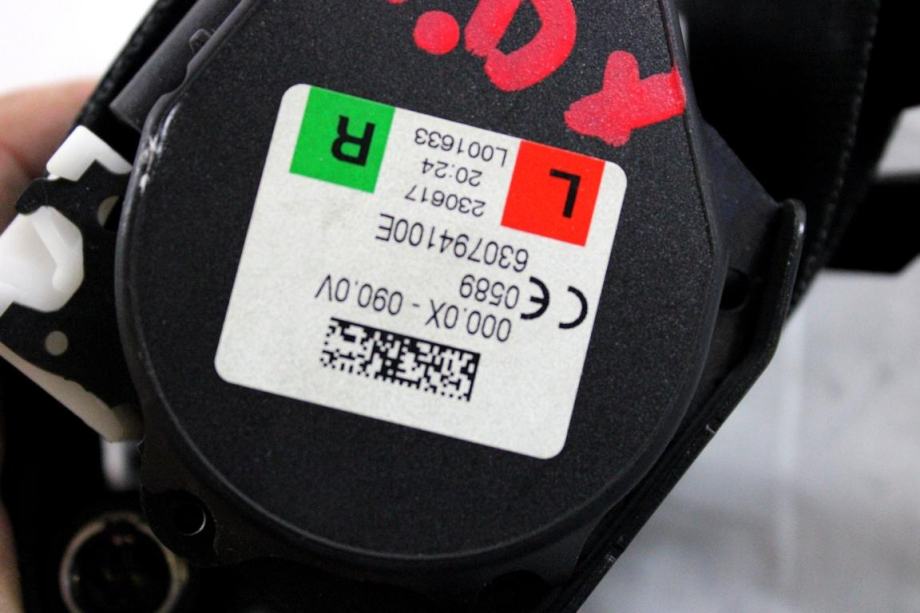 000.0X - 090.0V
CE 0589
630794100E
230617
20:24
L001633
L
R